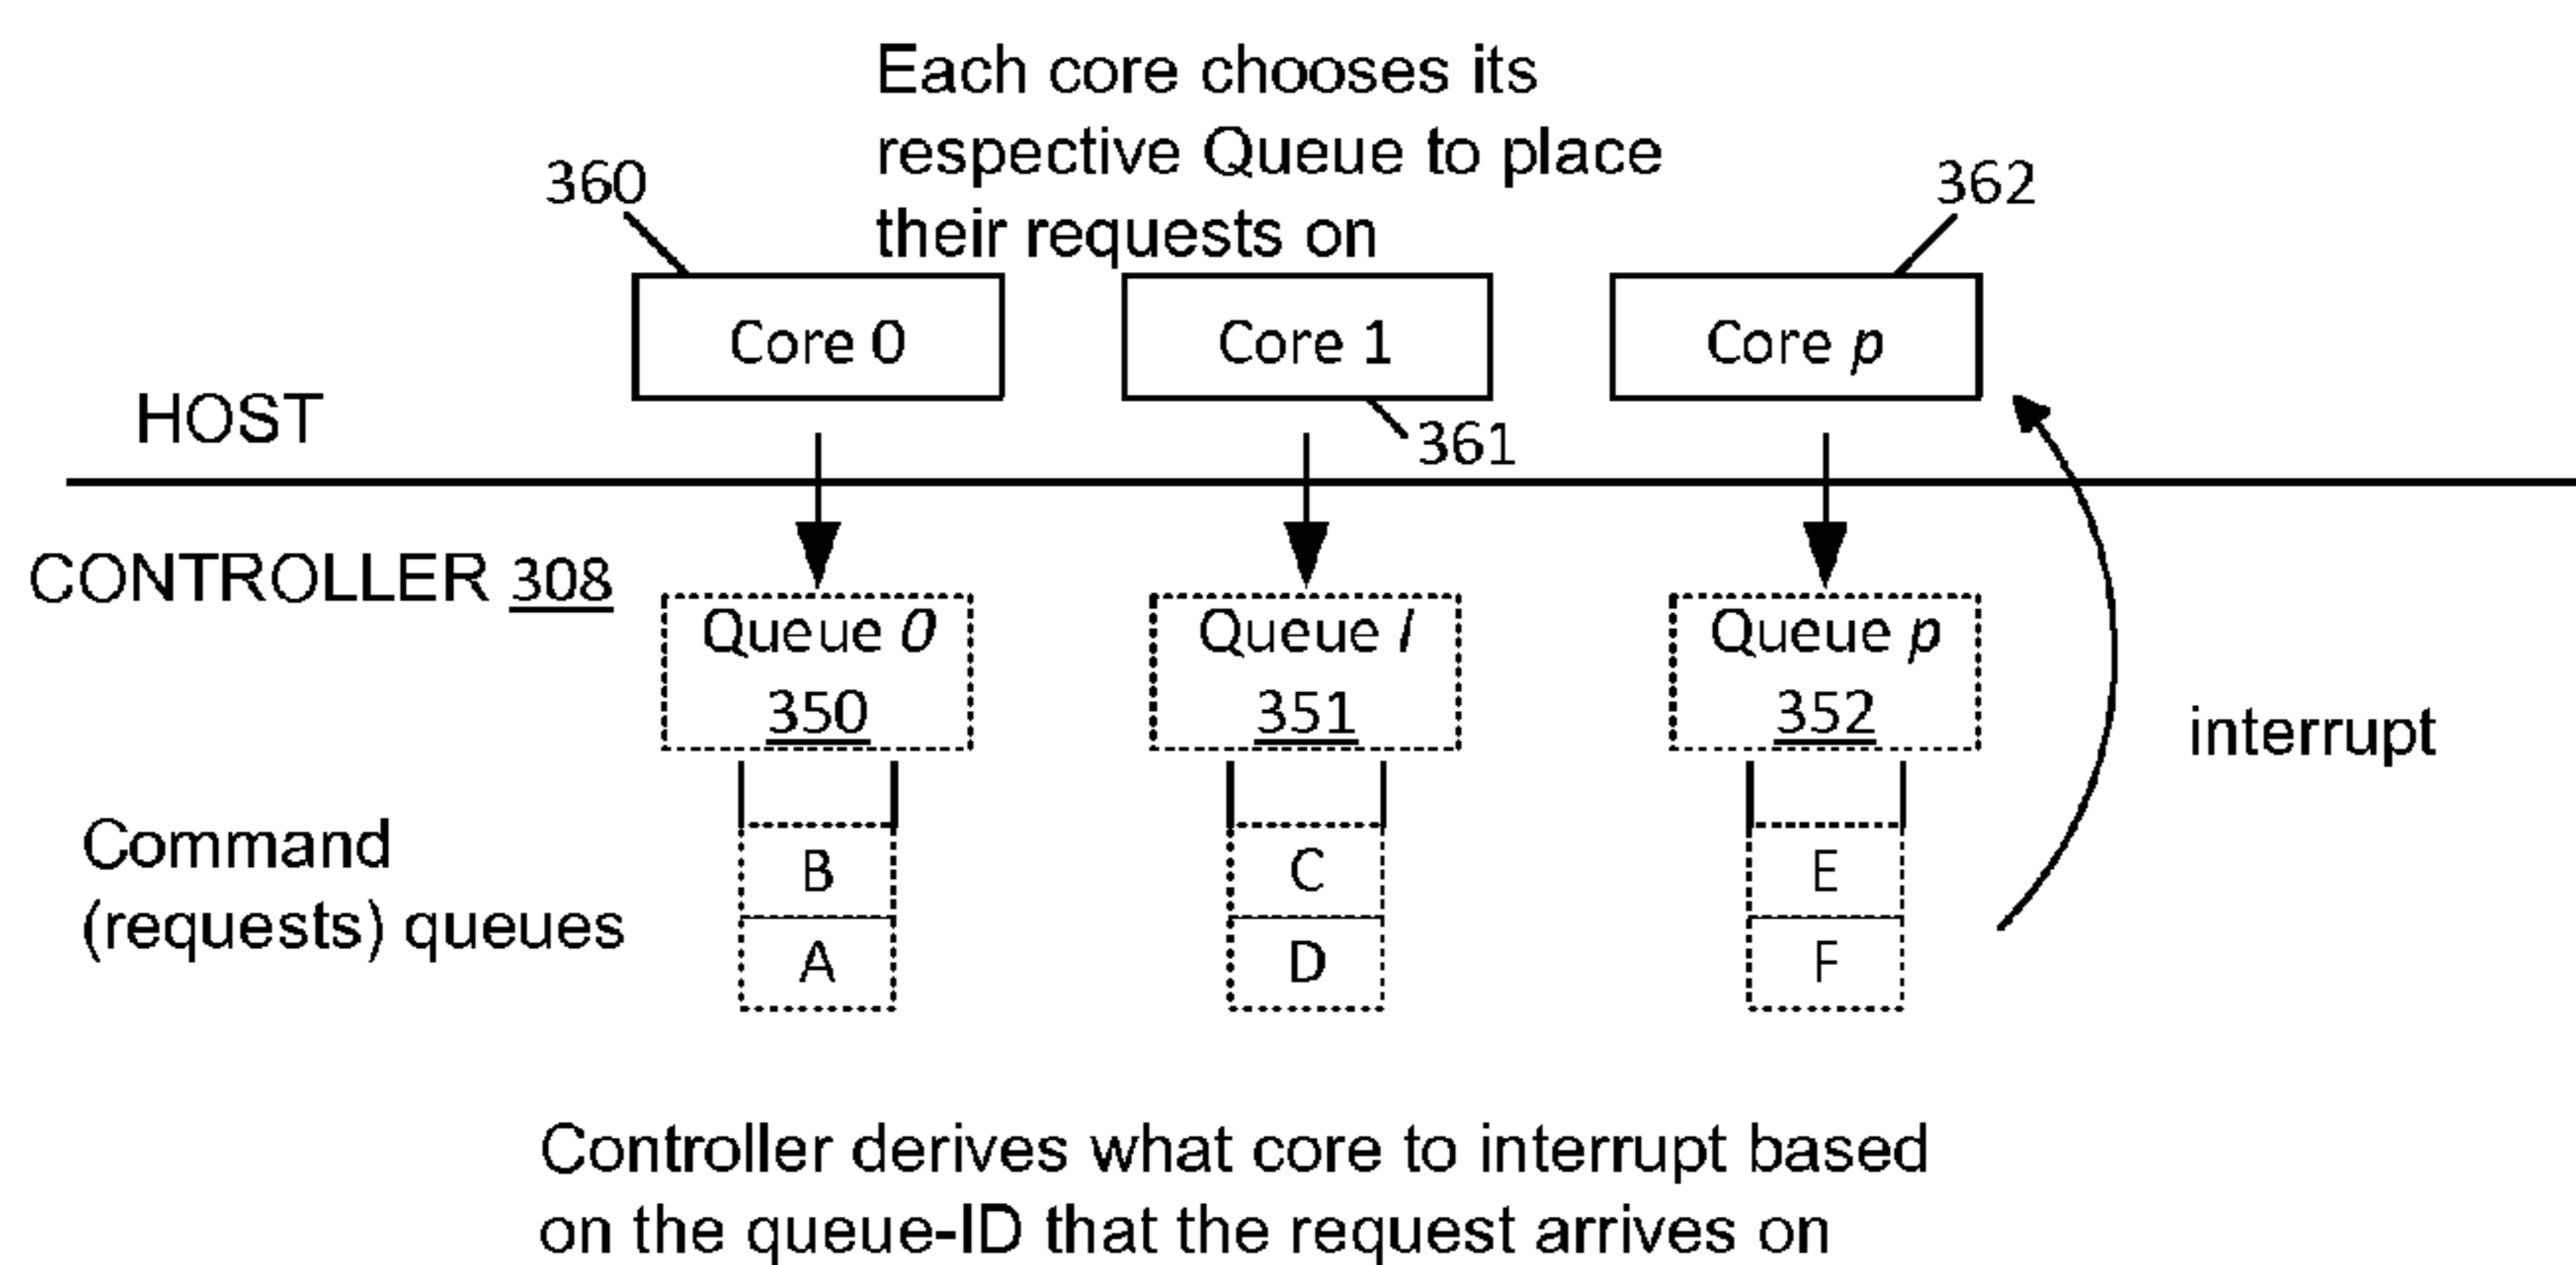 Each core chooses its
respective Queue to place
their requests on
360
362
Core 0
Core 1
Core p
HOST
361
CONTROLLER 308
Queue 0
350
Queue l
351
Queue p
352
interrupt
Command
(requests) queues
B
A
C
D
E
F
Controller derives what core to interrupt based
on the queue-ID that the request arrives on